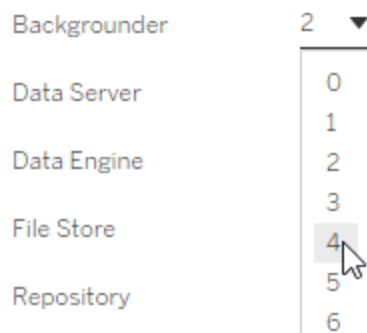 Backgrounder 2
0
Data Server
1
Data Engine 2
3
File Store
4
5
Repository
6